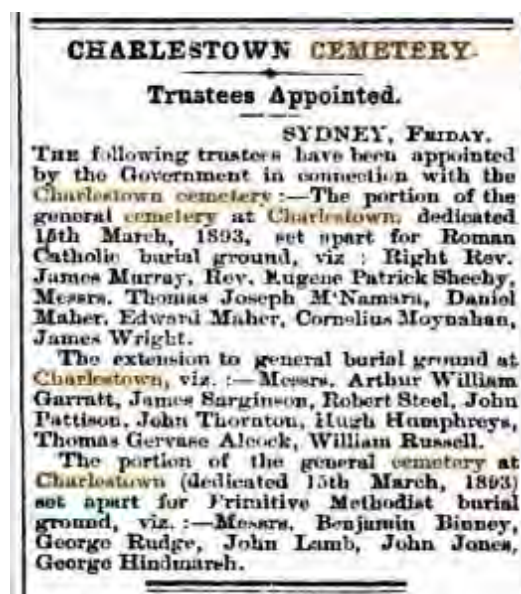 CHARLESTOWN CEMETERY.
Trustees Appointed.
SYDNEY, FRIDAY.
THE following trustees have been appointed
by the Government in connection with the
Charlestown cemetery :—The portion of the
general cemetery at Charlestown, dedicated
15th March, 1893, set apart for Roman
Catholic burial ground, viz : Right Rev.
James Murray, Rev. Eugene Patrick Sheehy,
Messrs. Thomas Joseph M'Namara, Daniel
Maher, Edward Maher, Cornelius Moynahan,
James Wright.
The extension to general burial ground at
Charlestown, viz. :—Messrs. Arthur William
Garratt, James Sarginson, Robert Steel, John
Pattison, John Thornton, Hugh Humphreys,
Thomas Gervase Alcock, William Russell.
The portion of the general cemetery at
Charlestown (dedicated 15th March, 1893)
set apart for Primitive Methodist burial
ground, viz. :—Messrs. Benjamin Binney,
George Rudge, John Lamb, John Jones,
George Hindmarsh.